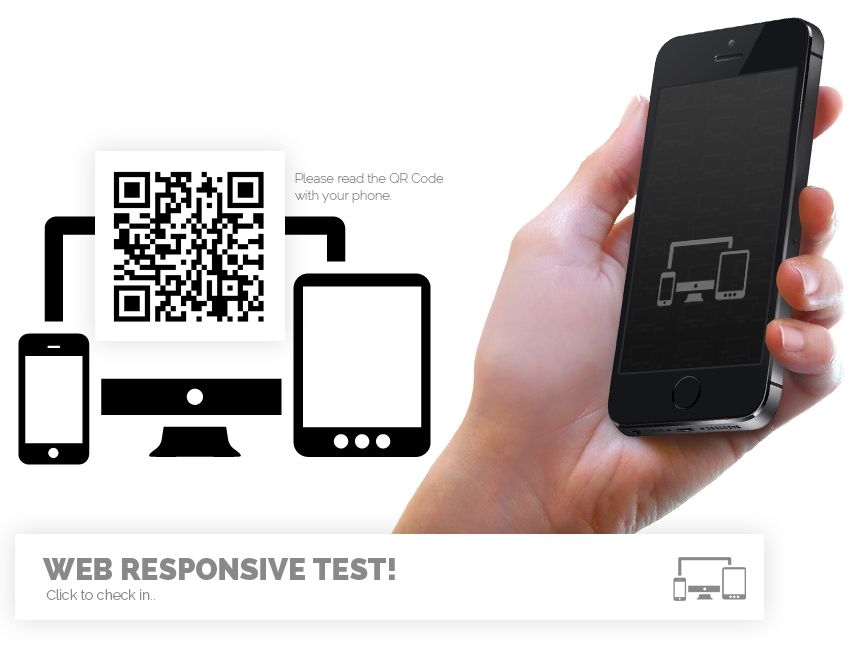 Please read the QR Code
with your phone.
WEB RESPONSIVE TEST!
Click to check in..